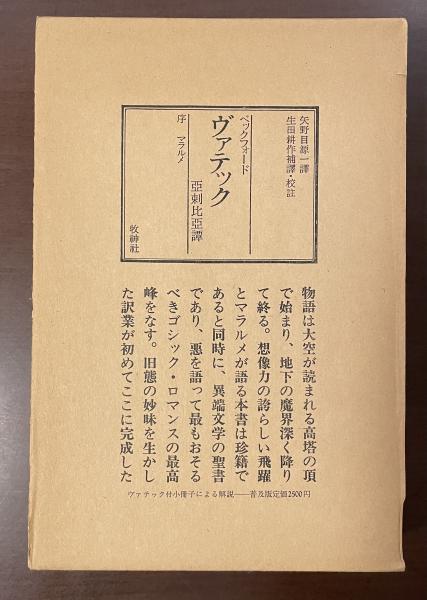 矢野目源一譯
生田耕作補譯・校註
ベックフォード
ヴァテック
亞刺比亞譚
序 マラルメ
牧神社
物語は大空が読まれる高塔の頂
で始まり、地下の魔界深く降り
て終る。想像力の誇らしい飛躍
とマラルメが語る本書は珍籍で
あると同時に、異端文学の聖書
であり、悪を語って最もおそる
べきゴシック・ロマンスの最高
峰をなす。旧態の妙味を生かし
た訳業が初めてここに完成した
ヴァテック付小冊子による解説——普及版定価2500円